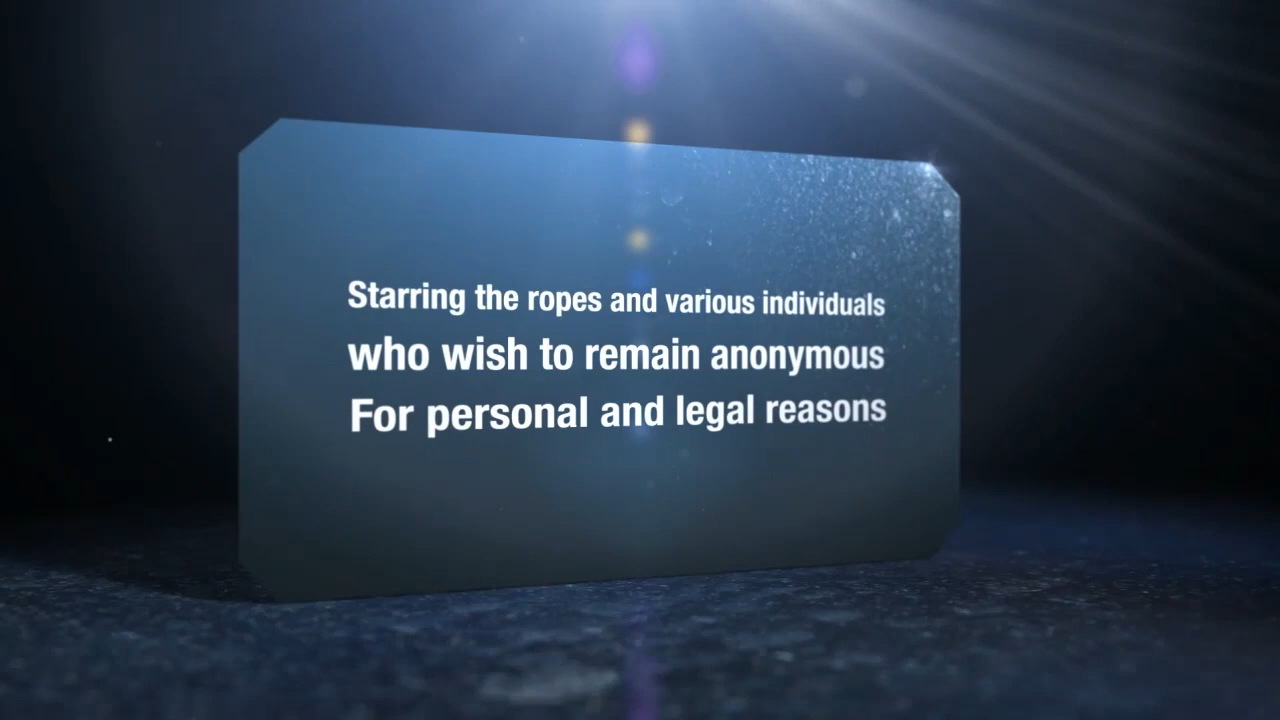 Starring the ropes and various individuals
who wish to remain anonymous
For personal and legal reasons